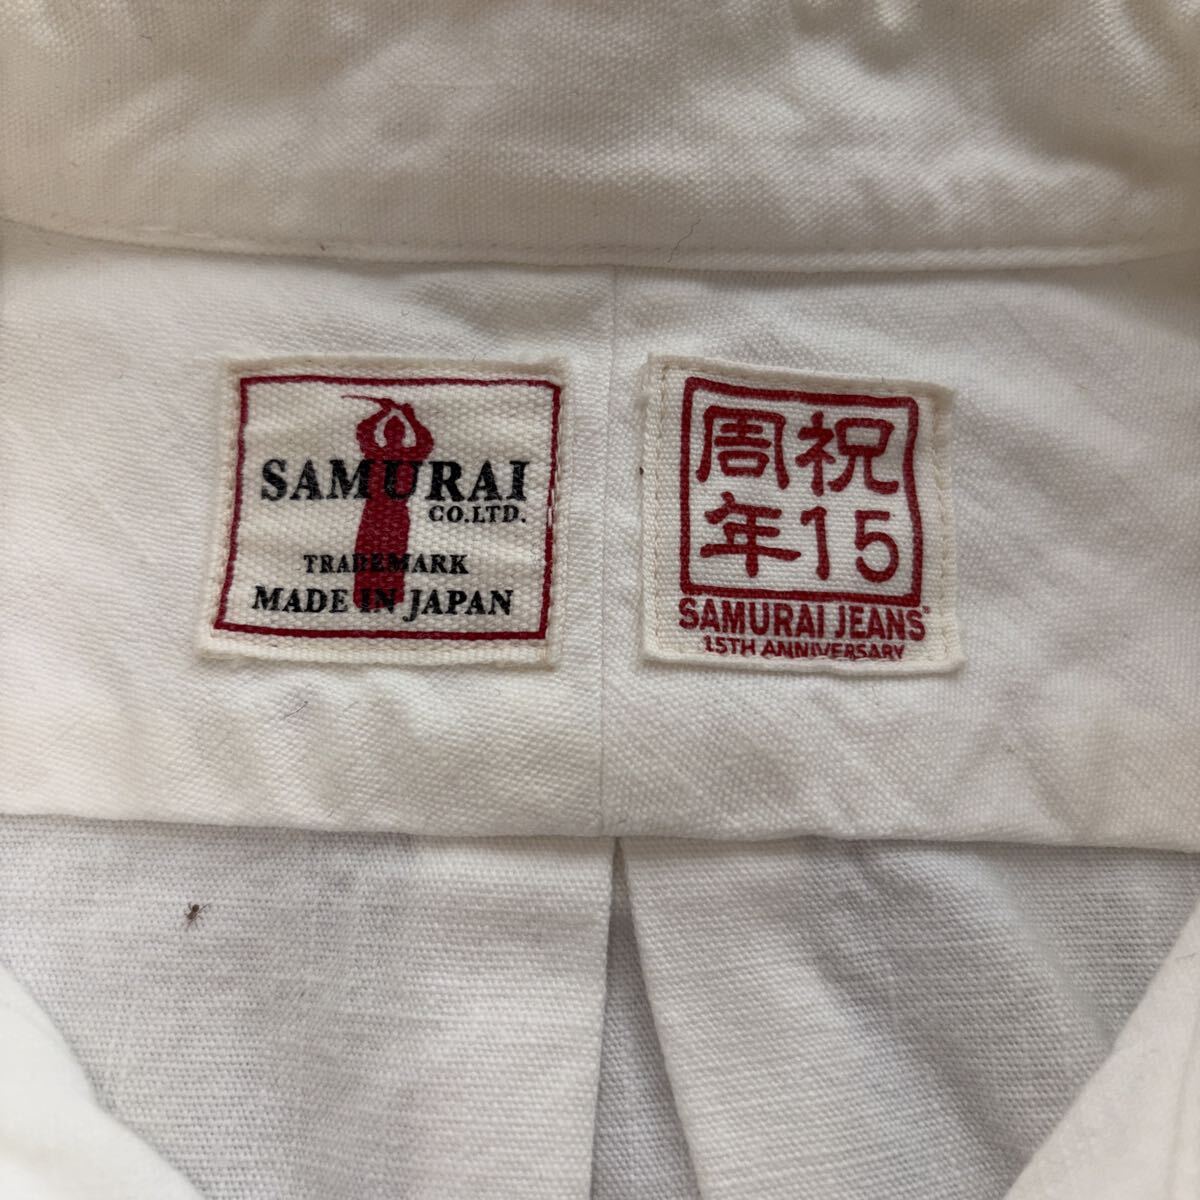 SAMURAI
CO.LTD.
TRADEMARK
MADE IN JAPAN
祝15
周年
SAMURAI JEANS®
15TH ANNIVERSARY